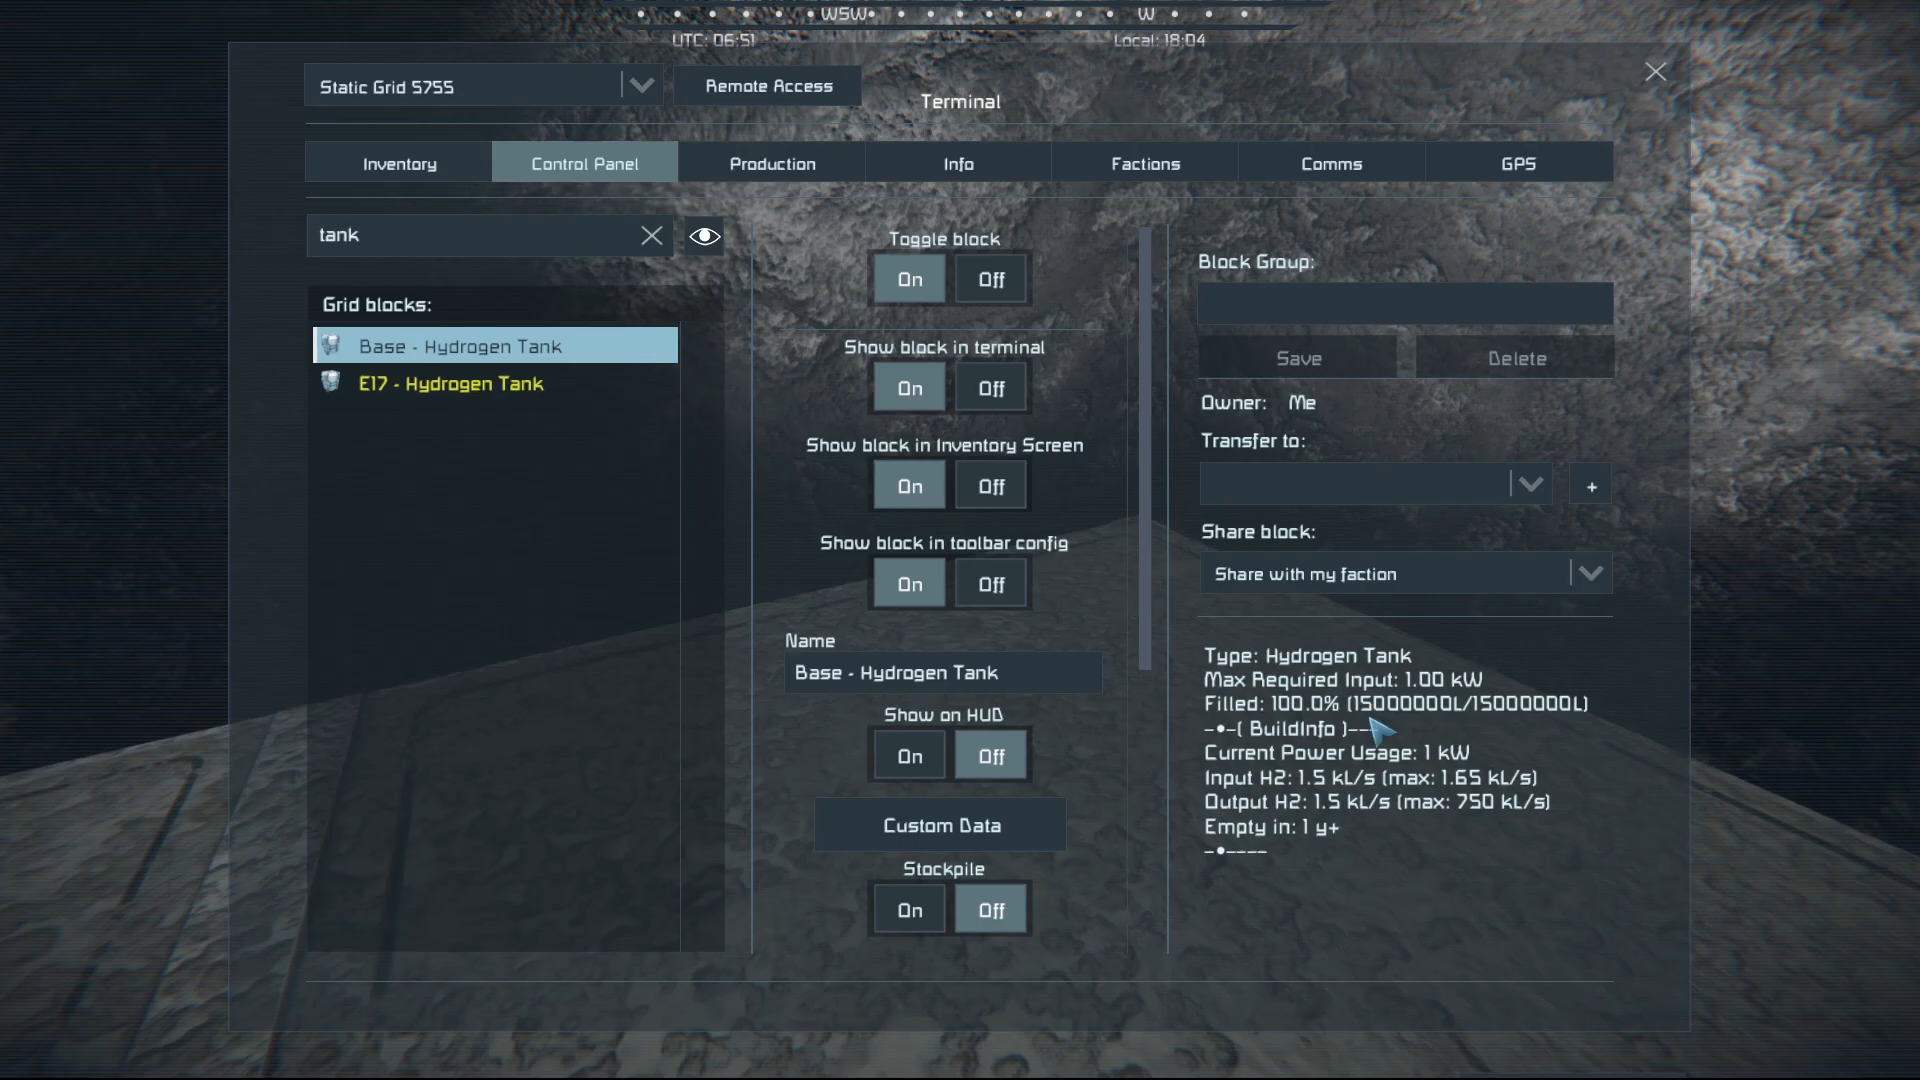 WSW W
UTC: 06:51 Local: 18:04
Static Grid 5755
Remote Access
Terminal
Inventory Control Panel Production Info Factions Comms GPS
tank
Grid blocks:
Base - Hydrogen Tank
E17 - Hydrogen Tank
Toggle block
On Off
Show block in terminal
On Off
Show block in Inventory Screen
On Off
Show block in toolbar config
On Off
Name
Base - Hydrogen Tank
Show on HUD
On Off
Custom Data
Stockpile
On Off
Block Group:
Save Delete
Owner: Me
Transfer to:
+
Share block:
Share with my faction
Type: Hydrogen Tank
Max Required Input: 1.00 kW
Filled: 100.0% (15000000L/15000000L)
-•-( BuildInfo )---
Current Power Usage: 1 kW
Input H2: 1.5 kL/s (max: 1.65 kL/s)
Output H2: 1.5 kL/s (max: 750 kL/s)
Empty in: 1 y+
-•----